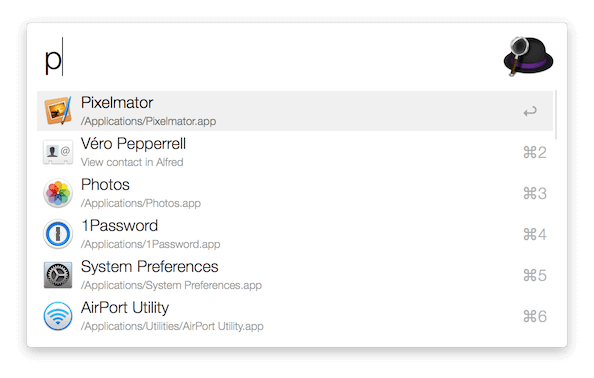 p
Pixelmator
/Applications/Pixelmator.app
↩
Véro Pepperrell
View contact in Alfred
⌘2
Photos
/Applications/Photos.app
⌘3
1Password
/Applications/1Password.app
⌘4
System Preferences
/Applications/System Preferences.app
⌘5
AirPort Utility
/Applications/Utilities/AirPort Utility.app
⌘6